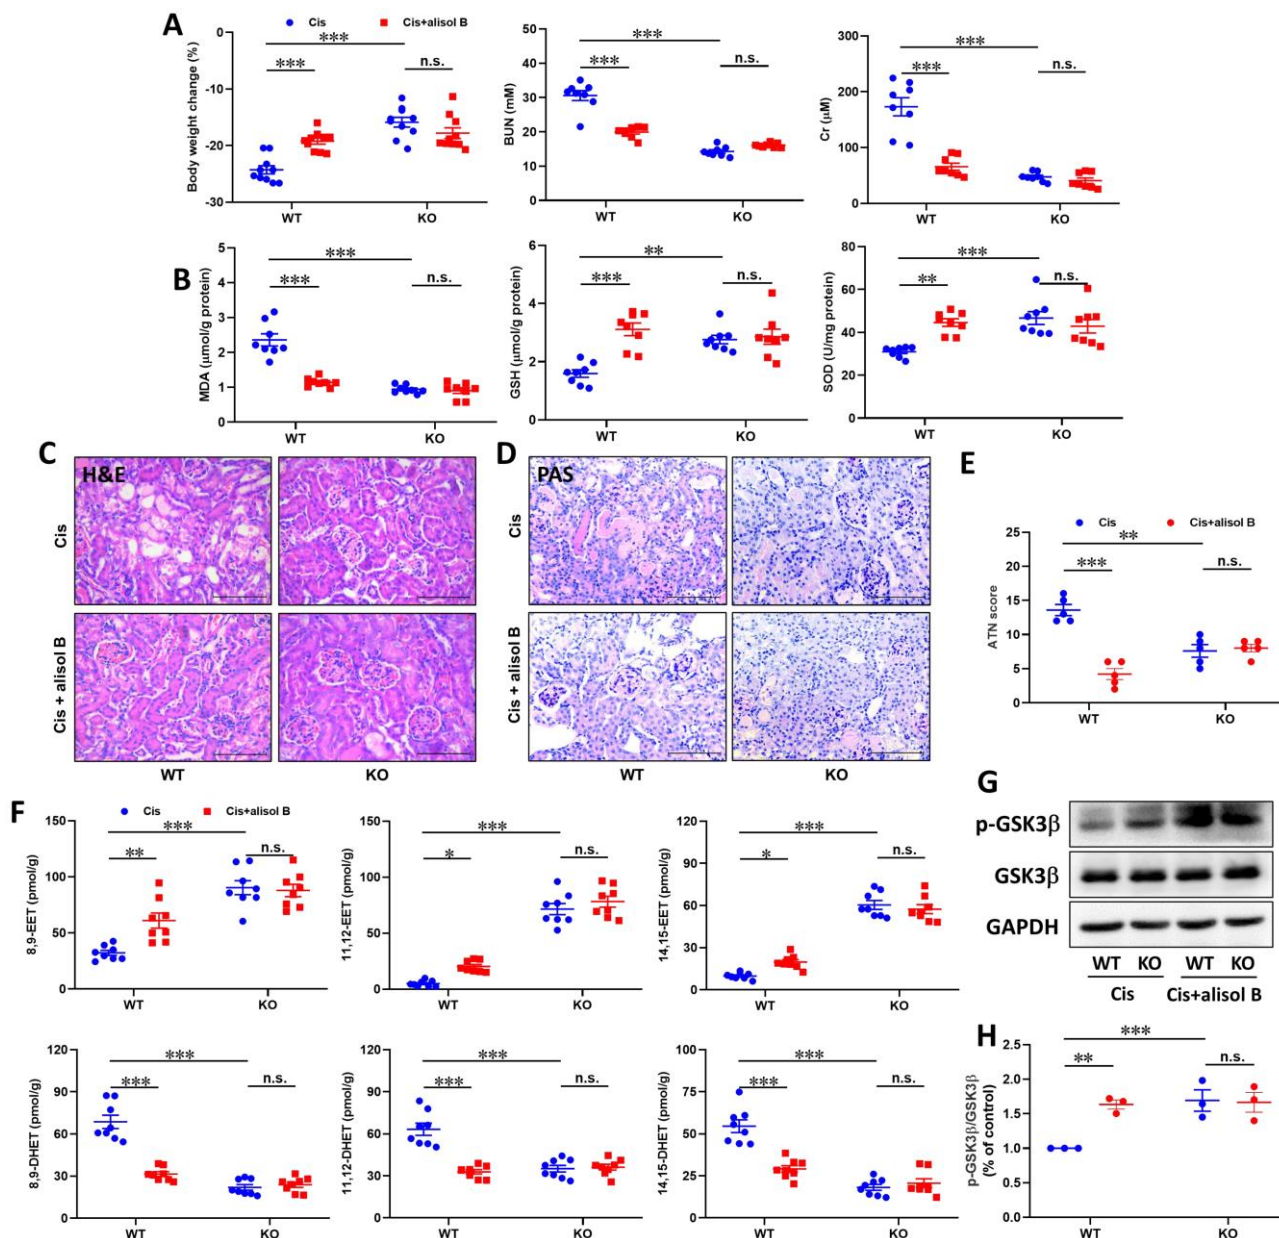 A
Cis
Cis+alisol B
Body weight change (%)
0
-10
-20
-30
***
***
n.s.
WT
KO
BUN (mM)
50
40
30
20
10
0
***
***
n.s.
WT
KO
Cr (μM)
300
200
100
0
***
***
n.s.
WT
KO
B
MDA (μmol/g protein)
5
4
3
2
1
0
***
***
n.s.
WT
KO
GSH (μmol/g protein)
6
4
2
0
**
***
n.s.
WT
KO
SOD (U/mg protein)
80
60
40
20
0
***
**
n.s.
WT
KO
C
H&E
Cis
Cis + alisol B
WT
KO
D
PAS
Cis
Cis + alisol B
WT
KO
E
Cis
Cis+alisol B
ATN score
25
20
15
10
5
0
**
***
n.s.
WT
KO
F
Cis
Cis+alisol B
8,9-EET (pmol/g)
150
100
50
0
***
**
n.s.
WT
KO
11,12-EET (pmol/g)
150
100
50
0
***
*
n.s.
WT
KO
14,15-EET (pmol/g)
120
90
60
30
0
***
*
n.s.
WT
KO
8,9-DHET (pmol/g)
120
90
60
30
0
***
***
n.s.
WT
KO
11,12-DHET (pmol/g)
120
90
60
30
0
***
***
n.s.
WT
KO
14,15-DHET (pmol/g)
100
75
50
25
0
***
***
n.s.
WT
KO
G
p-GSK3β
GSK3β
GAPDH
WT KO WT KO
Cis Cis+alisol B
H
p-GSK3β/GSK3β
(% of control)
2.5
2.0
1.5
1.0
0.5
0.0
***
**
n.s.
WT
KO